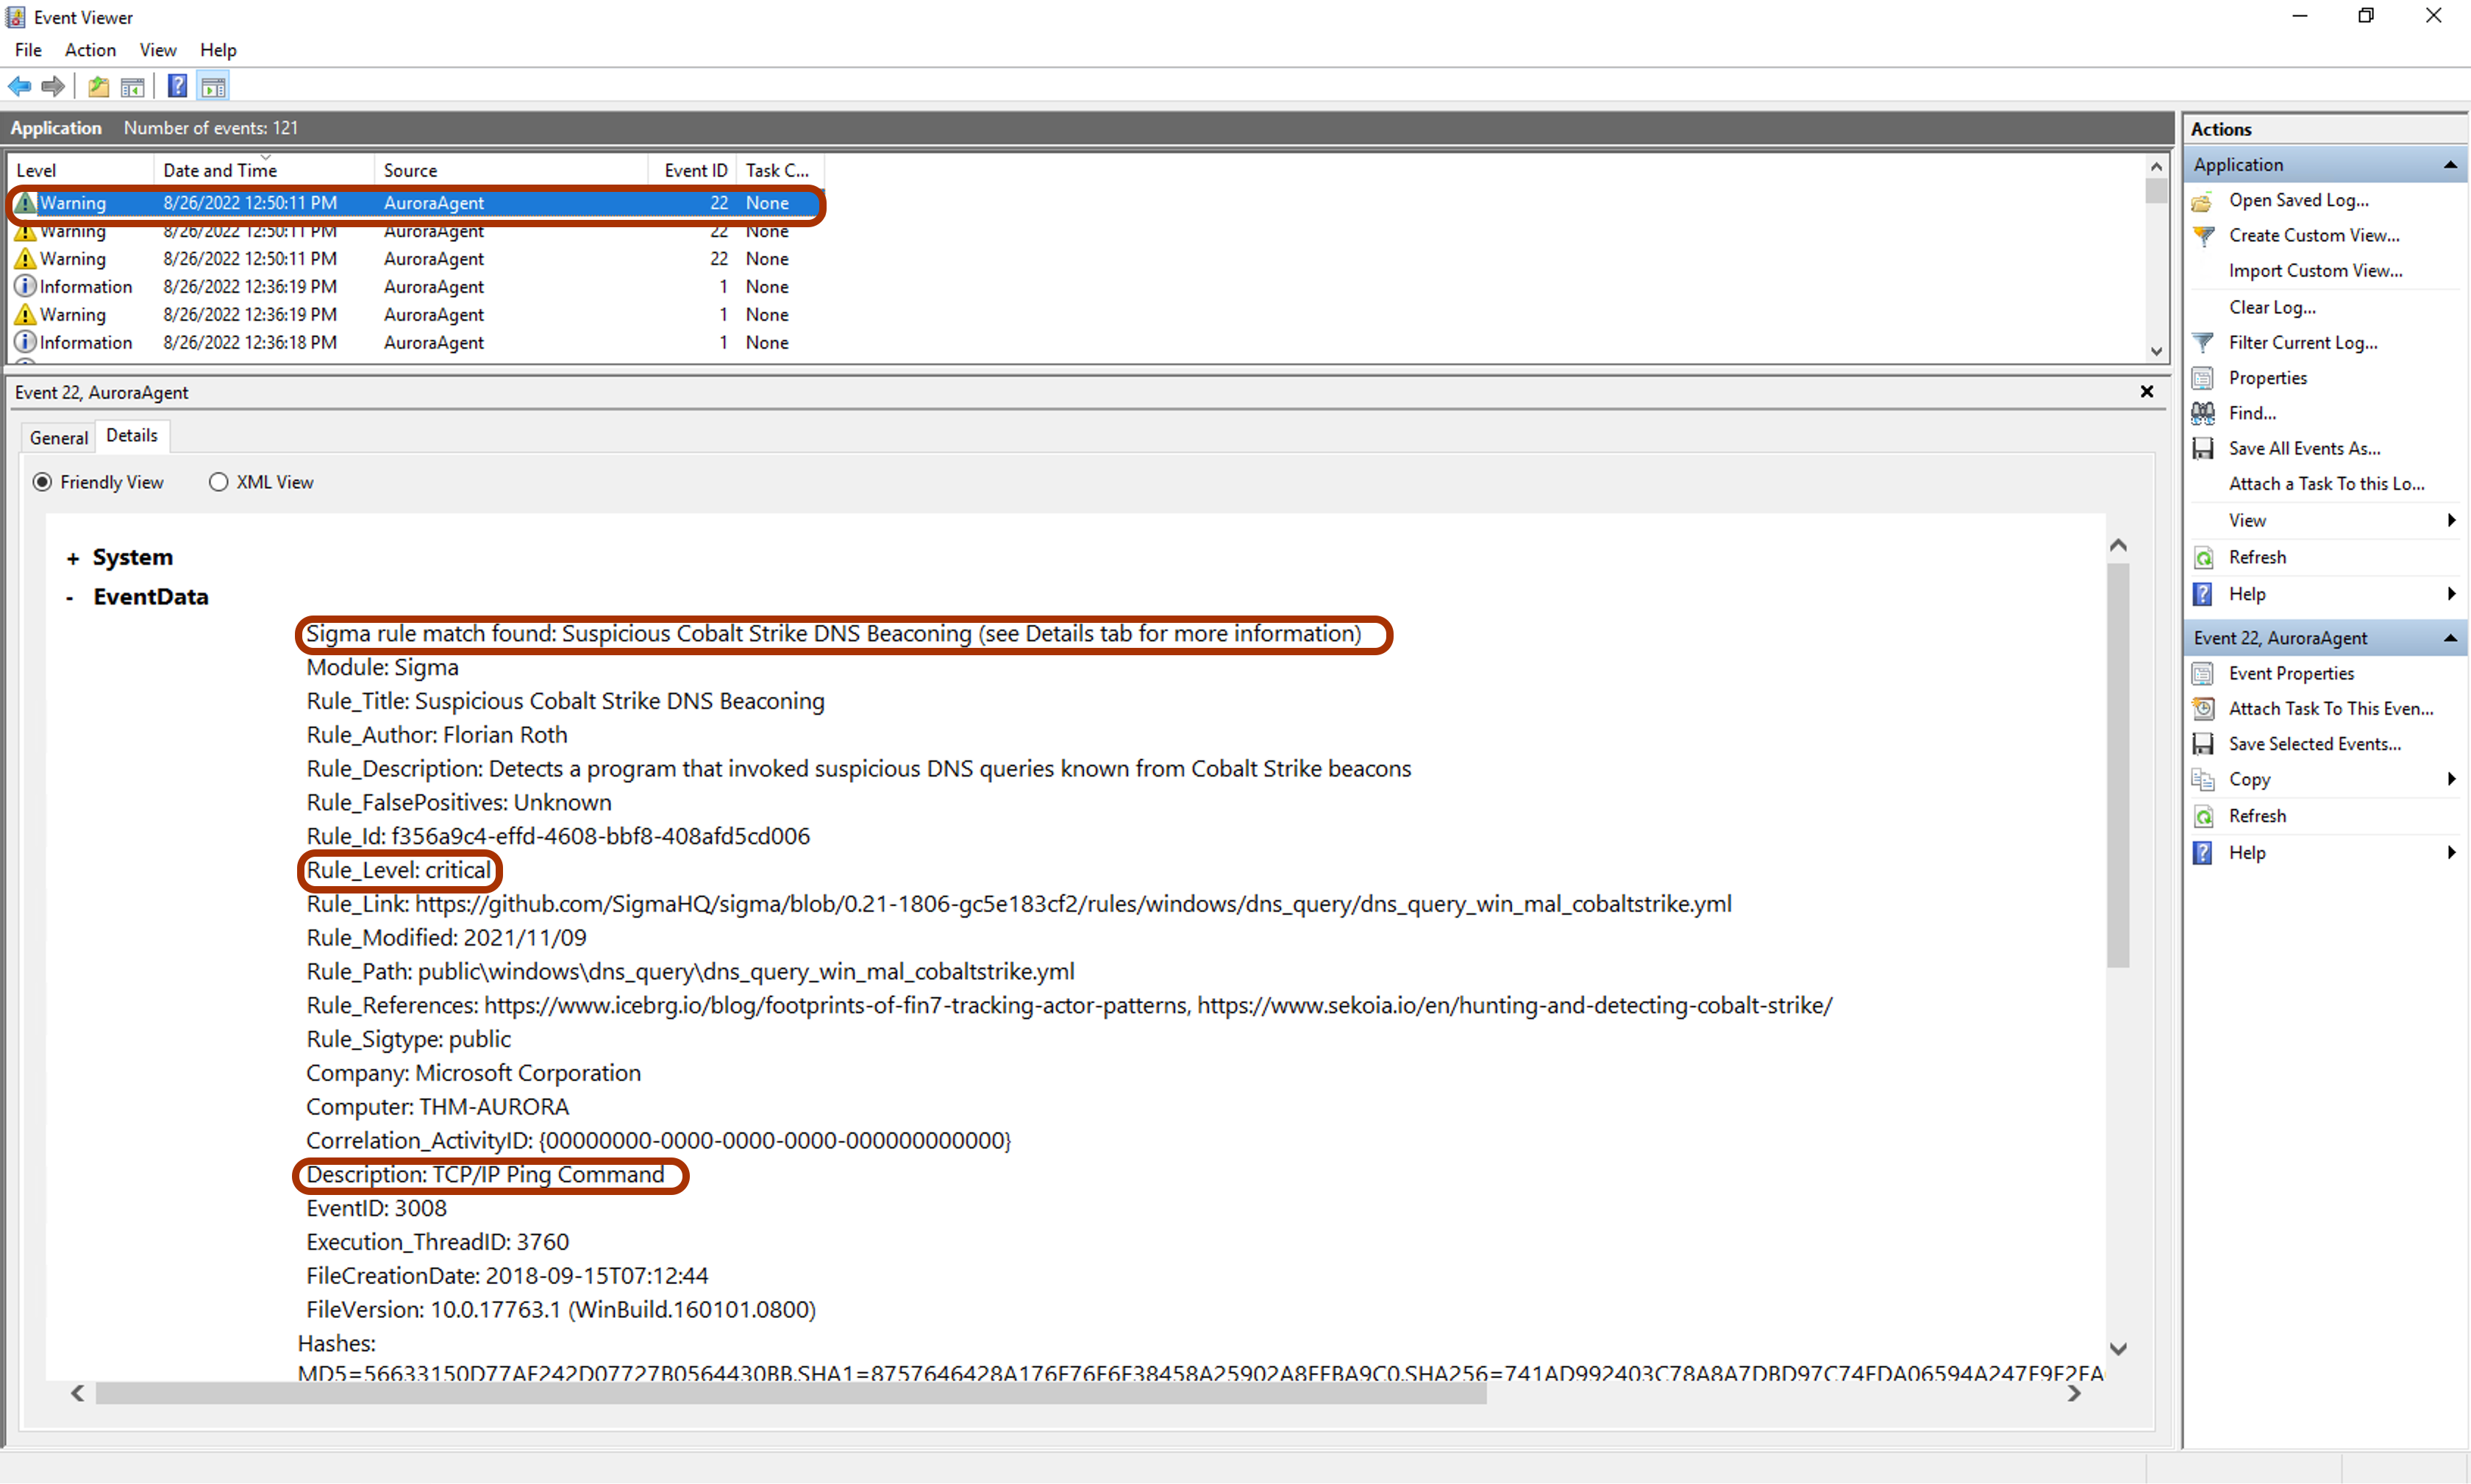 Event Viewer
File Action View Help
Application Number of events: 121
Level Date and Time Source Event ID Task C...
Warning 8/26/2022 12:50:11 PM AuroraAgent 22 None
Warning 8/26/2022 12:50:11 PM AuroraAgent 22 None
Warning 8/26/2022 12:50:11 PM AuroraAgent 22 None
Information 8/26/2022 12:36:19 PM AuroraAgent 1 None
Warning 8/26/2022 12:36:19 PM AuroraAgent 1 None
Information 8/26/2022 12:36:18 PM AuroraAgent 1 None
Event 22, AuroraAgent
General Details
Friendly View XML View
+ System
- EventData
Sigma rule match found: Suspicious Cobalt Strike DNS Beaconing (see Details tab for more information)
Module: Sigma
Rule_Title: Suspicious Cobalt Strike DNS Beaconing
Rule_Author: Florian Roth
Rule_Description: Detects a program that invoked suspicious DNS queries known from Cobalt Strike beacons
Rule_FalsePositives: Unknown
Rule_Id: f356a9c4-effd-4608-bbf8-408afd5cd006
Rule_Level: critical
Rule_Link: https://github.com/SigmaHQ/sigma/blob/0.21-1806-gc5e183cf2/rules/windows/dns_query/dns_query_win_mal_cobaltstrike.yml
Rule_Modified: 2021/11/09
Rule_Path: public\windows\dns_query\dns_query_win_mal_cobaltstrike.yml
Rule_References: https://www.icebrg.io/blog/footprints-of-fin7-tracking-actor-patterns, https://www.sekoia.io/en/hunting-and-detecting-cobalt-strike/
Rule_Sigtype: public
Company: Microsoft Corporation
Computer: THM-AURORA
Correlation_ActivityID: {00000000-0000-0000-0000-000000000000}
Description: TCP/IP Ping Command
EventID: 3008
Execution_ThreadID: 3760
FileCreationDate: 2018-09-15T07:12:44
FileVersion: 10.0.17763.1 (WinBuild.160101.0800)
Hashes:
Actions
Application
Open Saved Log...
Create Custom View...
Import Custom View...
Clear Log...
Filter Current Log...
Properties
Find...
Save All Events As...
Attach a Task To this Lo...
View
Refresh
Help
Event 22, AuroraAgent
Event Properties
Attach Task To This Even...
Save Selected Events...
Copy
Refresh
Help